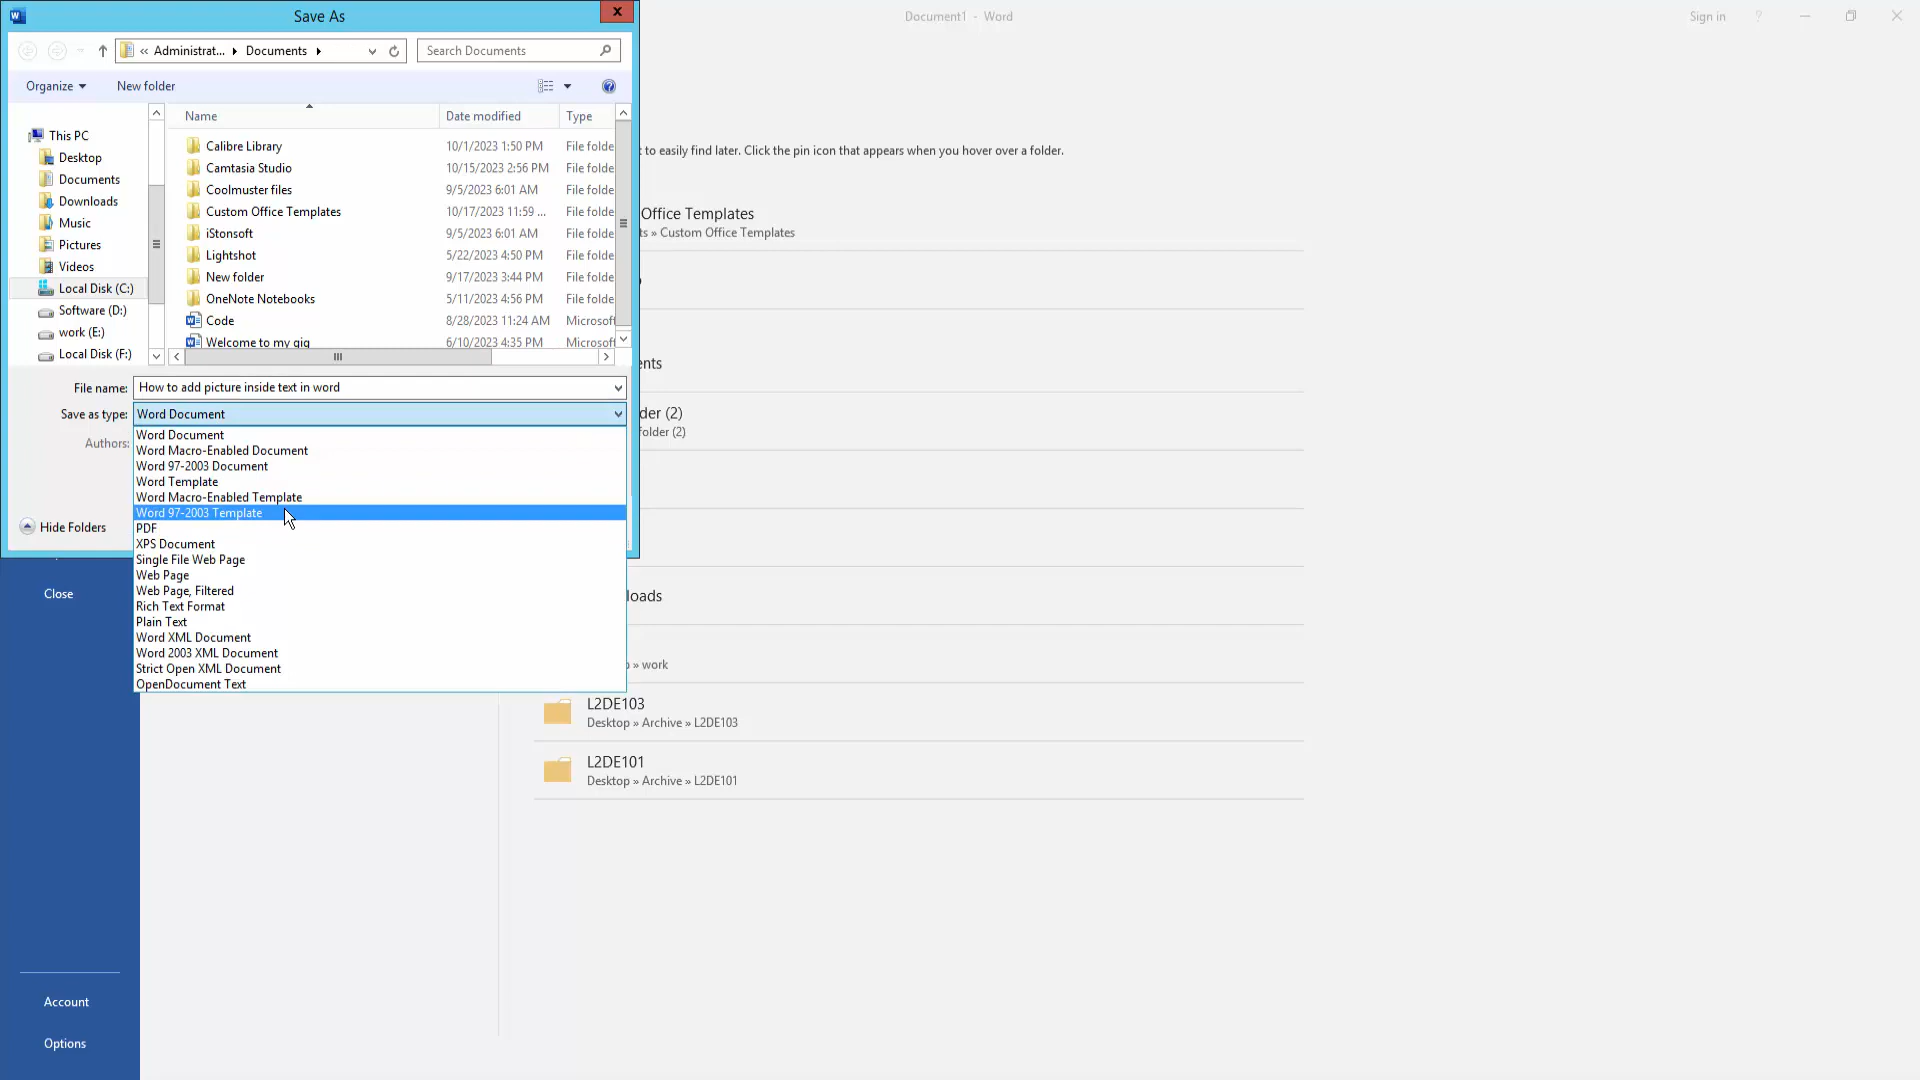 Save As
Document1 - Word
Sign in
« Administrat... Documents
Search Documents
Organize
New folder
Name
Date modified
Type
This PC
Desktop
Documents
Downloads
Music
Pictures
Videos
Local Disk (C:)
Software (D:)
work (E:)
Local Disk (F:)
Calibre Library 10/1/2023 1:50 PM File folde
Camtasia Studio 10/15/2023 2:56 PM File folde
Coolmuster files 9/5/2023 6:01 AM File folde
Custom Office Templates 10/17/2023 11:59 ... File folde
iStonsoft 9/5/2023 6:01 AM File folde
Lightshot 5/22/2023 4:50 PM File folde
New folder 9/17/2023 3:44 PM File folde
OneNote Notebooks 5/11/2023 4:56 PM File folde
Code 8/28/2023 11:24 AM Microsoft
Welcome to my gig 6/10/2023 4:35 PM Microsoft
File name: How to add picture inside text in word
Save as type: Word Document
Authors:
Word Document
Word Macro-Enabled Document
Word 97-2003 Document
Word Template
Word Macro-Enabled Template
Word 97-2003 Template
PDF
XPS Document
Single File Web Page
Web Page
Web Page, Filtered
Rich Text Format
Plain Text
Word XML Document
Word 2003 XML Document
Strict Open XML Document
OpenDocument Text
Hide Folders
Close
Account
Options
to easily find later. Click the pin icon that appears when you hover over a folder.
Office Templates
ts » Custom Office Templates
ents
der (2)
older (2)
loads
» work
L2DE103
Desktop » Archive » L2DE103
L2DE101
Desktop » Archive » L2DE101